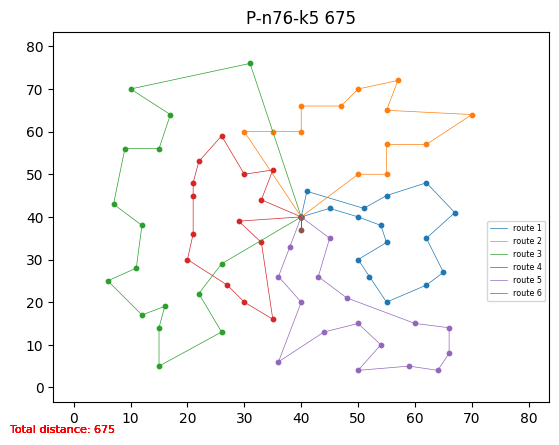 P-n76-k5 675
80
70
60
50
40
30
20
10
0
route 1
route 2
route 3
route 4
route 5
route 6
0 10 20 30 40 50 60 70 80
Total distance: 675